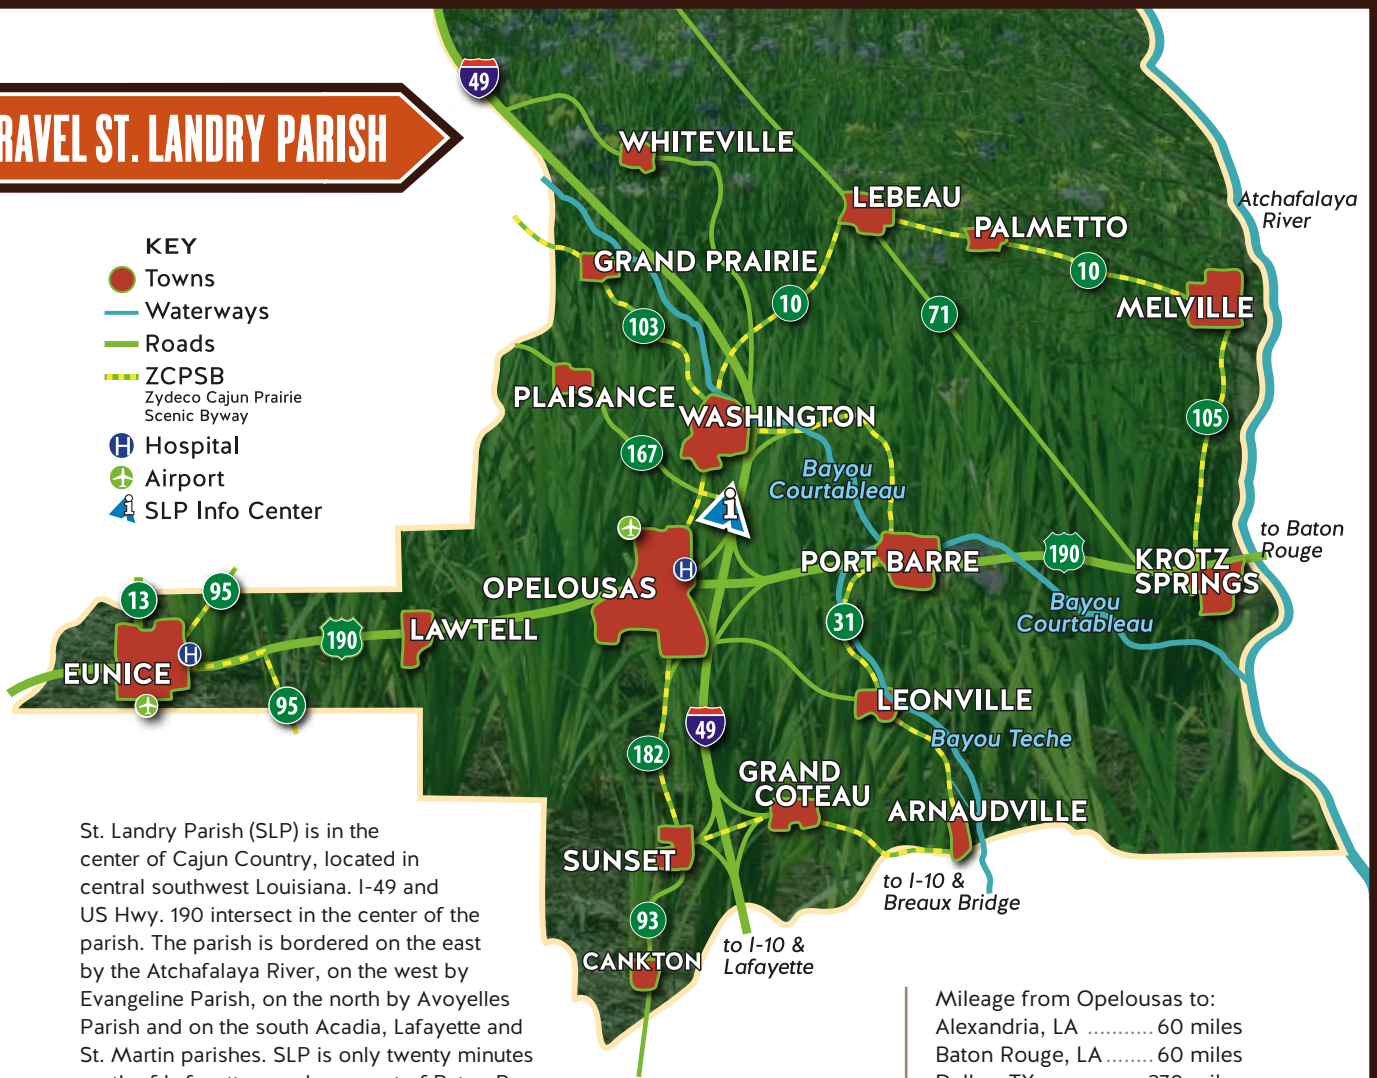 RAVEL ST. LANDRY PARISH
KEY
Towns
Waterways
Roads
ZCPSB
Zydeco Cajun Prairie
Scenic Byway
H Hospital
Airport
i SLP Info Center
49
WHITEVILLE
LEBEAU
PALMETTO
Atchafalaya
River
GRAND PRAIRIE
10
10
MELVILLE
103
71
PLAISANCE
WASHINGTON
105
167
Bayou
Courtableau
i
to Baton
Rouge
PORT BARRE
190
KROTZ
SPRINGS
H
OPELOUSAS
13
95
Bayou
Courtableau
31
LAWTELL
190
H
EUNICE
95
LEONVILLE
49
Bayou Teche
182
GRAND
COTEAU
ARNAUDVILLE
SUNSET
to I-10 &
Breaux Bridge
93
to I-10 &
Lafayette
CANKTON
St. Landry Parish (SLP) is in the
center of Cajun Country, located in
central southwest Louisiana. I-49 and
US Hwy. 190 intersect in the center of the
parish. The parish is bordered on the east
by the Atchafalaya River, on the west by
Evangeline Parish, on the north by Avoyelles
Parish and on the south Acadia, Lafayette and
St. Martin parishes. SLP is only twenty minutes
Mileage from Opelousas to:
Alexandria, LA ........... 60 miles
Baton Rouge, LA ........ 60 miles